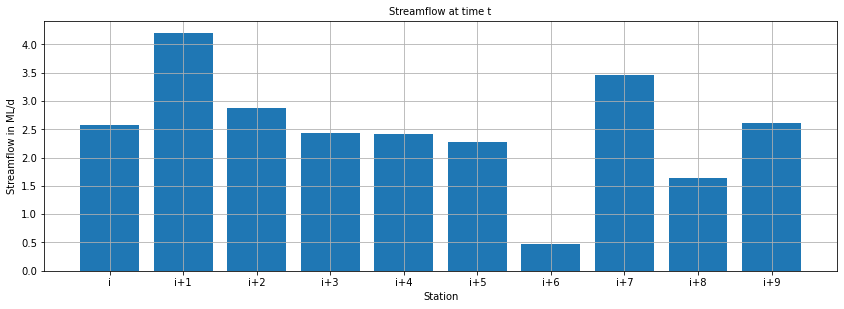 Streamflow at time t
Streamflow in ML/d
4.0
3.5
3.0
2.5
2.0
1.5
1.0
0.5
0.0
i i+1 i+2 i+3 i+4 i+5 i+6 i+7 i+8 i+9
Station